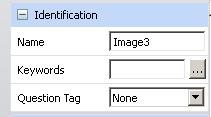 Identification
Name Image3
Keywords ...
Question Tag None